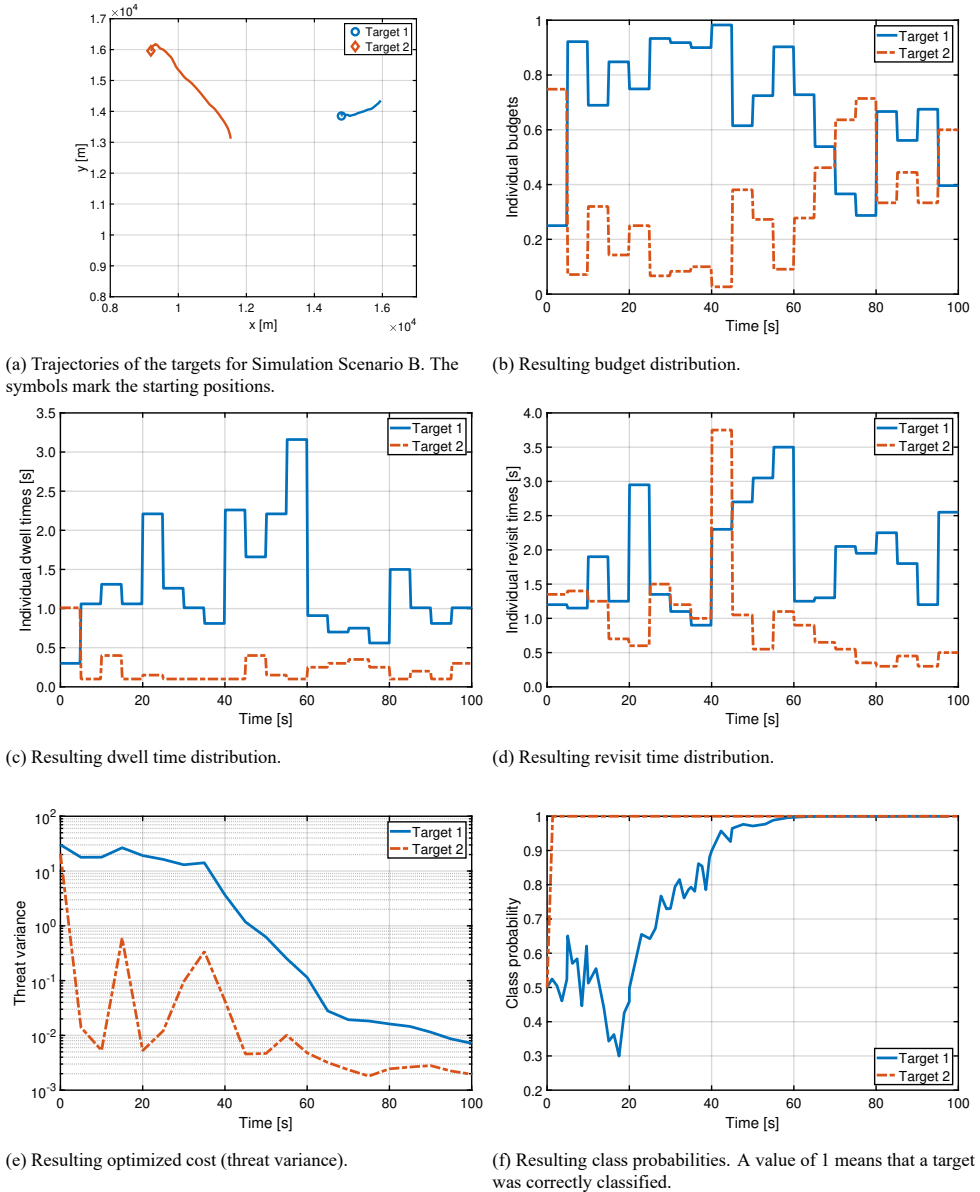 1.7 ×10⁴
1.6
1.5
1.4
1.3
1.2
1.1
1
0.9
0.8
0.8 1 1.2 1.4 1.6
×10⁴
y [m]
x [m]
Target 1
Target 2
(a) Trajectories of the targets for Simulation Scenario B. The
symbols mark the starting positions.
1
0.8
0.6
0.4
0.2
0
0 20 40 60 80 100
Individual budgets
Time [s]
Target 1
Target 2
(b) Resulting budget distribution.
3.5
3.0
2.5
2.0
1.5
1.0
0.5
0.0
0 20 40 60 80 100
Individual dwell times [s]
Time [s]
Target 1
Target 2
(c) Resulting dwell time distribution.
4.0
3.5
3.0
2.5
2.0
1.5
1.0
0.5
0.0
0 20 40 60 80 100
Individual revisit times [s]
Time [s]
Target 1
Target 2
(d) Resulting revisit time distribution.
10²
10¹
10⁰
10⁻¹
10⁻²
10⁻³
0 20 40 60 80 100
Threat variance
Time [s]
Target 1
Target 2
(e) Resulting optimized cost (threat variance).
1
0.9
0.8
0.7
0.6
0.5
0.4
0.3
0.2
0 20 40 60 80 100
Class probability
Time [s]
Target 1
Target 2
(f) Resulting class probabilities. A value of 1 means that a target
was correctly classified.